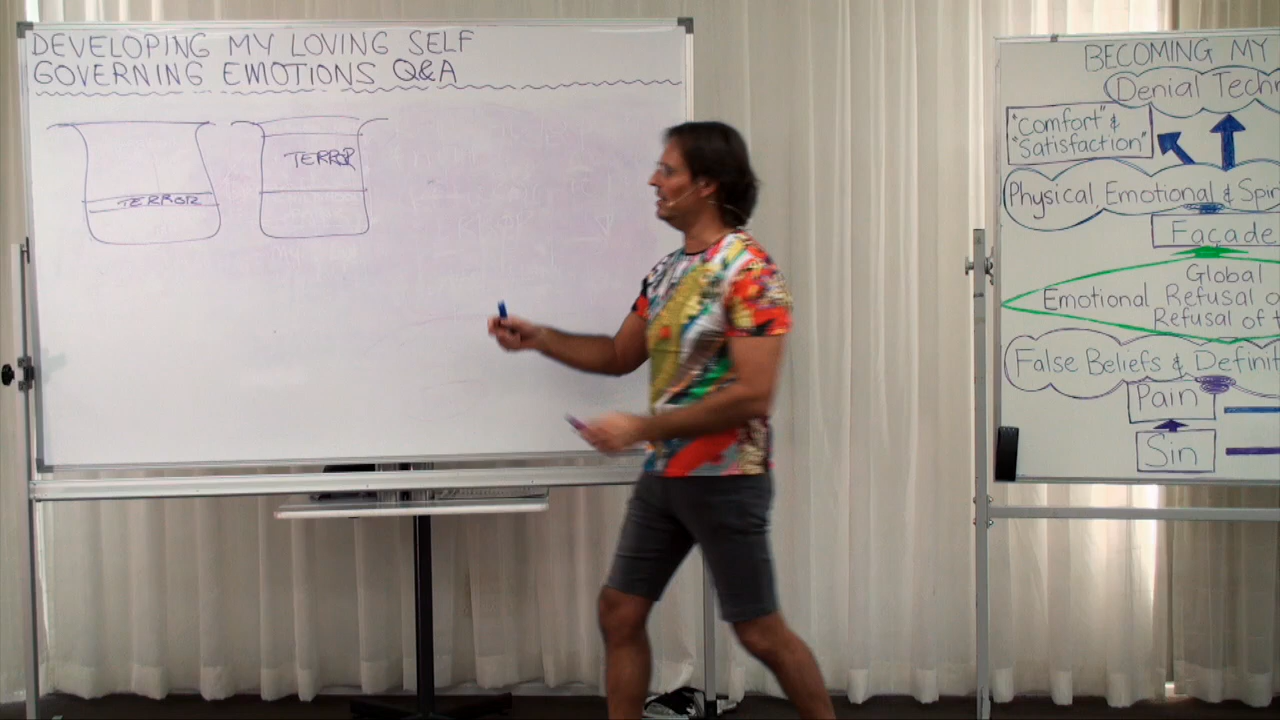 DEVELOPING MY LOVING SELF
GOVERNING EMOTIONS Q&A
TERROR
TERROR
BECOMING MY
Denial Techn
"Comfort" &
"Satisfaction"
Physical, Emotional & Spir
Façade
Global
Emotional Refusal o
Refusal of t
False Beliefs & Definit
Pain
Sin